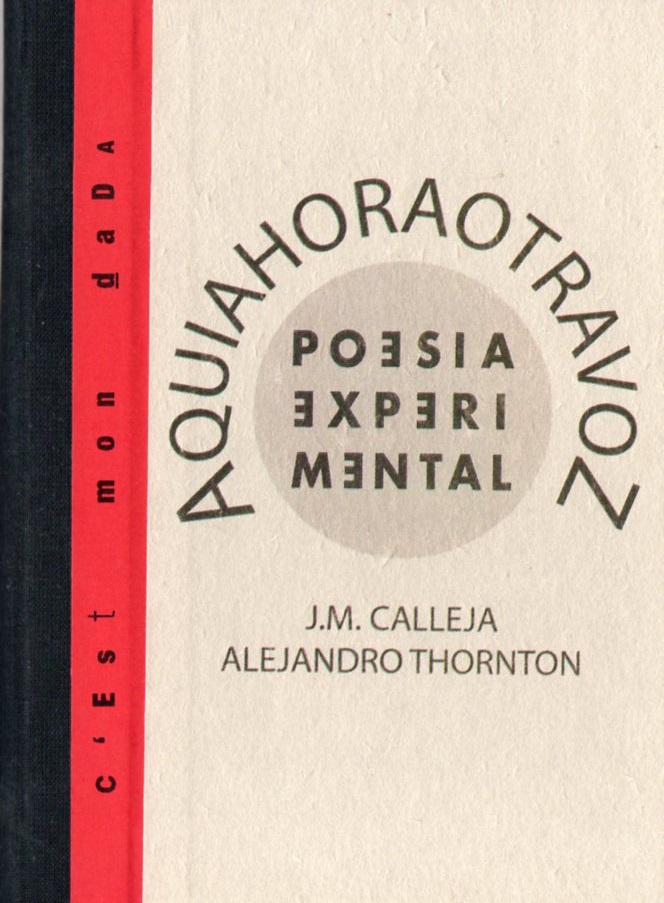 c'Est mon daDA
AQUIAHORAOTRAVOZ
POƎSIA
ƎXPƎRI
MƎNTAL
J.M. CALLEJA
ALEJANDRO THORNTON